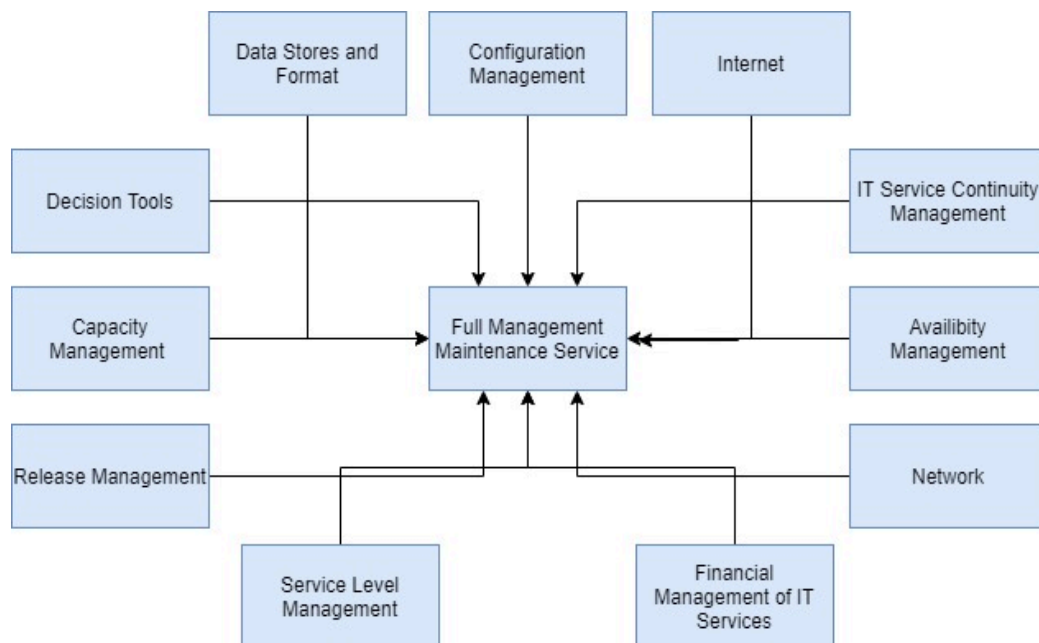 Data Stores and
Format
Configuration
Management
Internet
Decision Tools
IT Service Continuity
Management
Capacity
Management
Full Management
Maintenance Service
Availibity
Management
Release Management
Network
Service Level
Management
Financial
Management of IT
Services